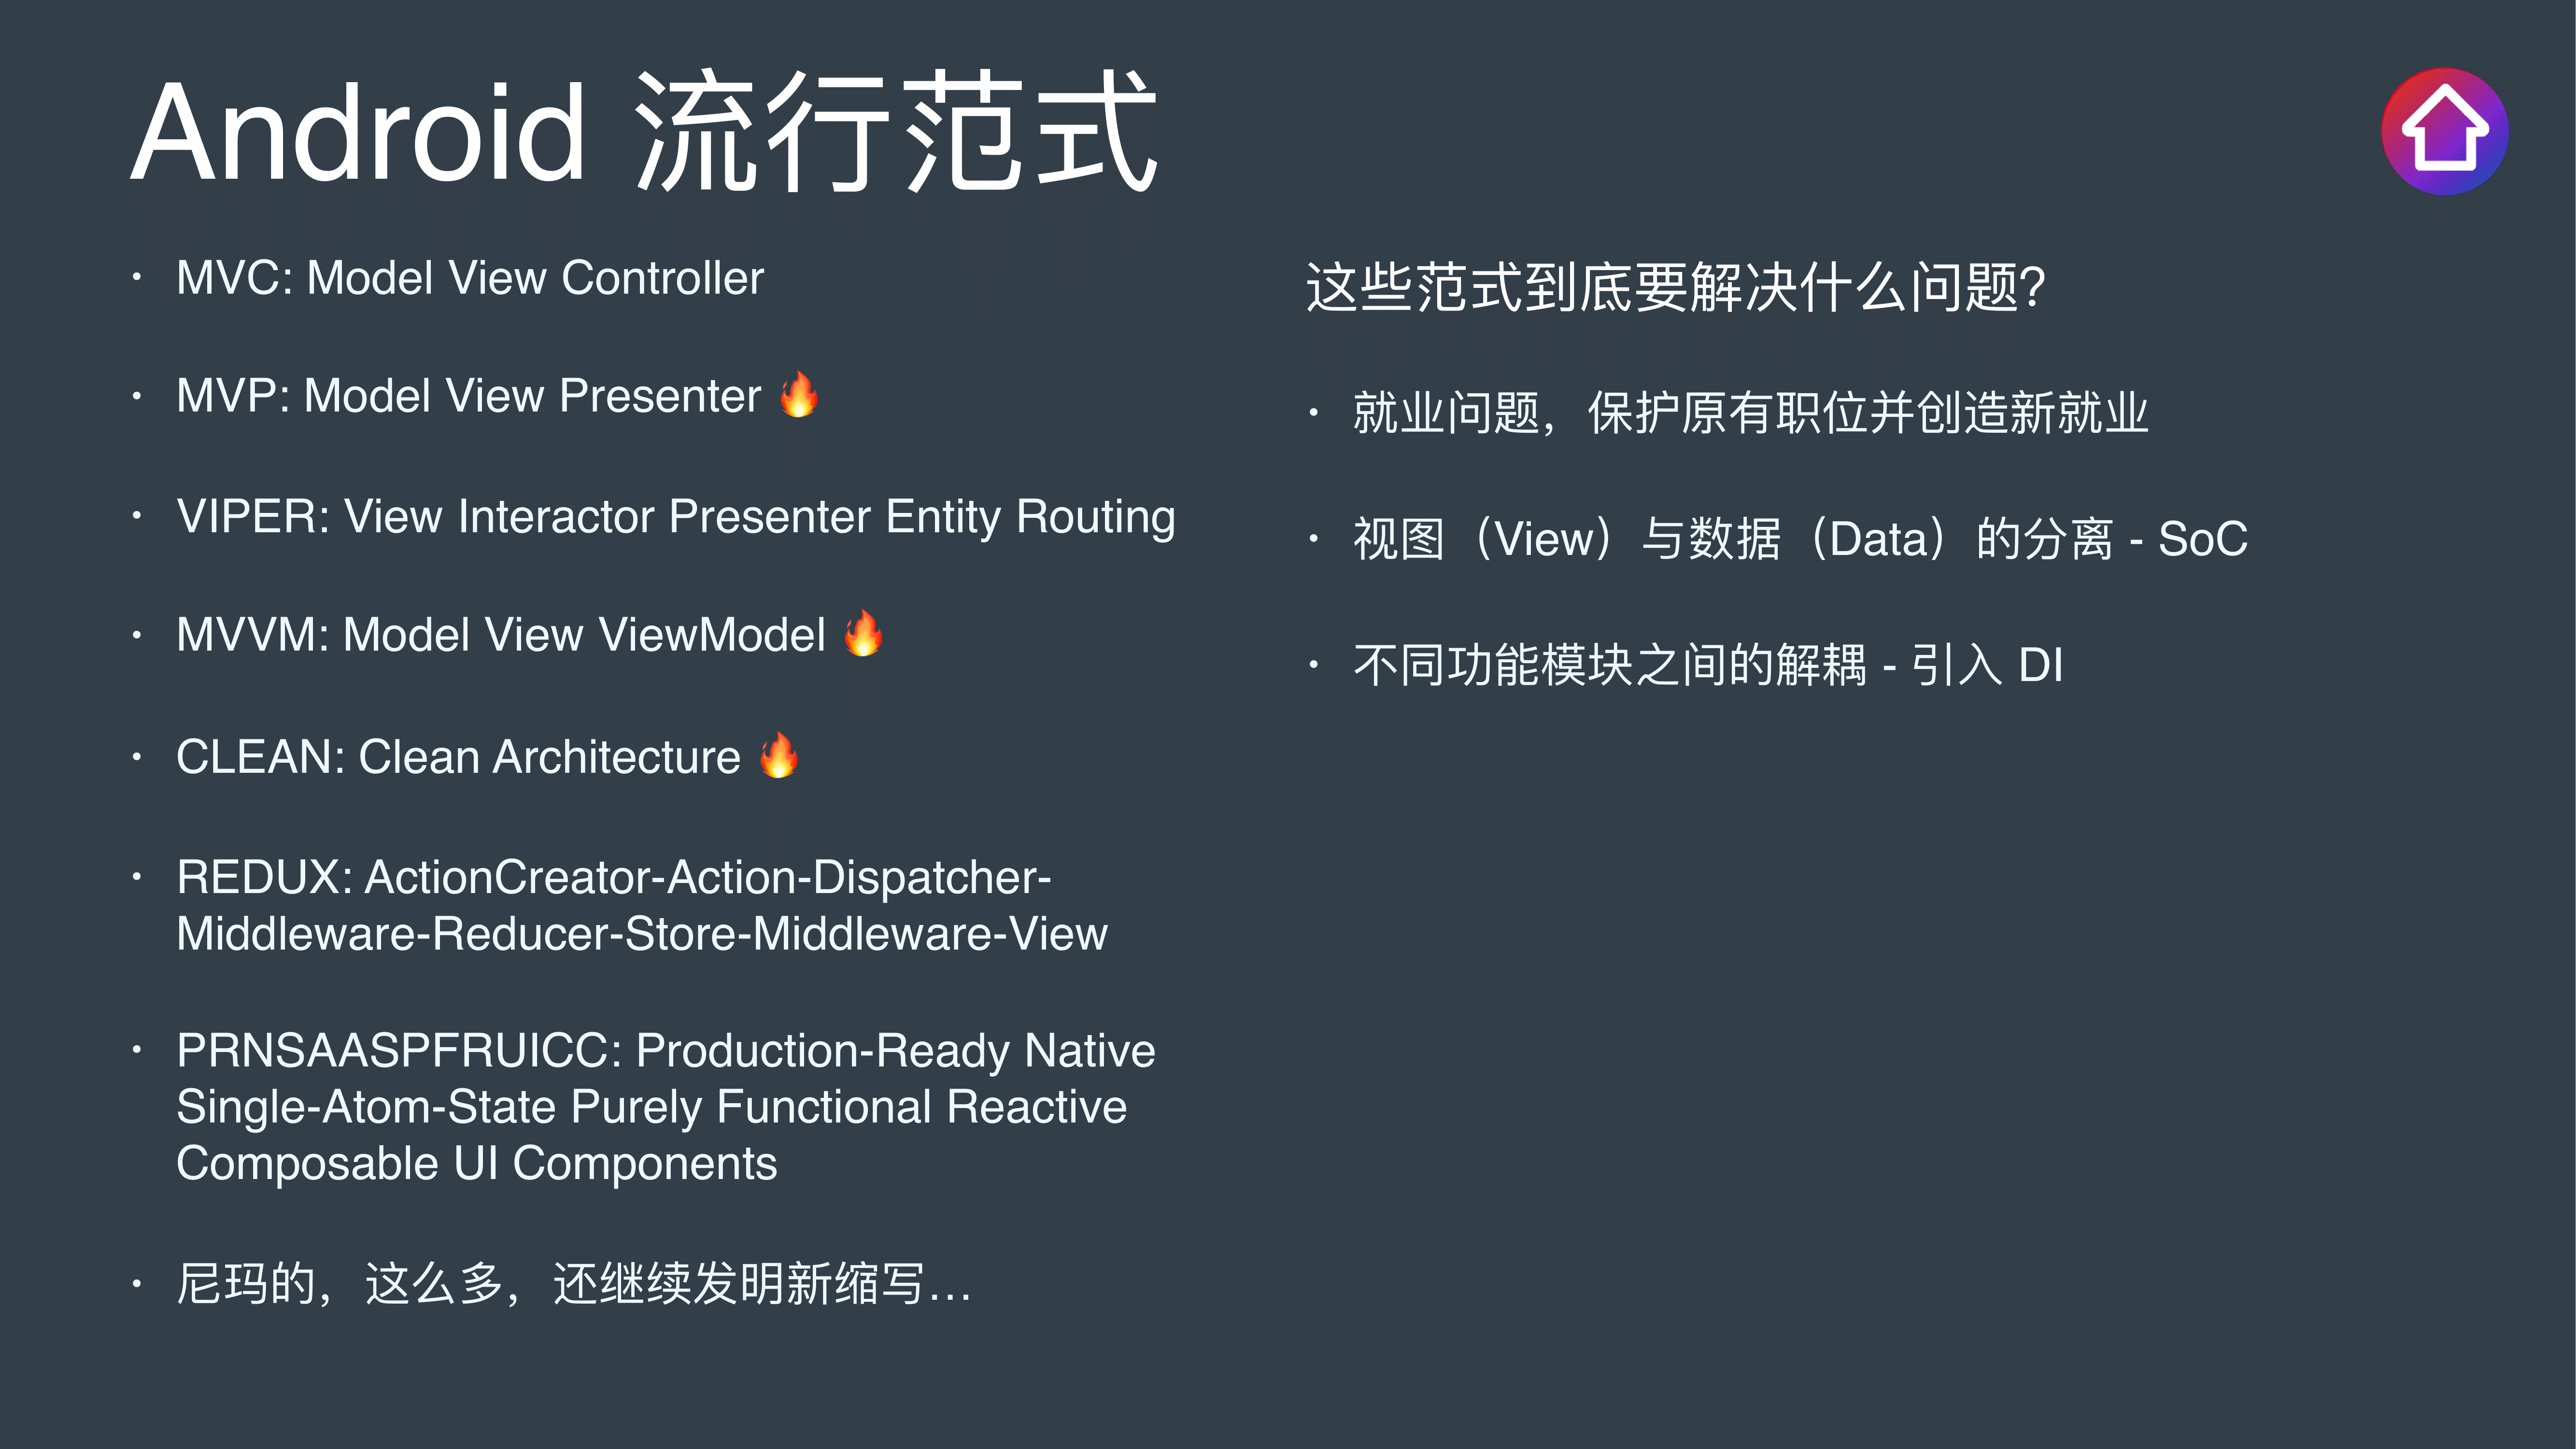 Android 流行范式
• MVC: Model View Controller
• MVP: Model View Presenter 🔥
• VIPER: View Interactor Presenter Entity Routing
• MVVM: Model View ViewModel 🔥
• CLEAN: Clean Architecture 🔥
• REDUX: ActionCreator-Action-Dispatcher-
Middleware-Reducer-Store-Middleware-View
• PRNSAASPFRUICC: Production-Ready Native
Single-Atom-State Purely Functional Reactive
Composable UI Components
• 尼玛的，这么多，还继续发明新缩写…
这些范式到底要解决什么问题?
• 就业问题，保护原有职位并创造新就业
• 视图（View）与数据（Data）的分离 - SoC
• 不同功能模块之间的解耦 - 引入 DI